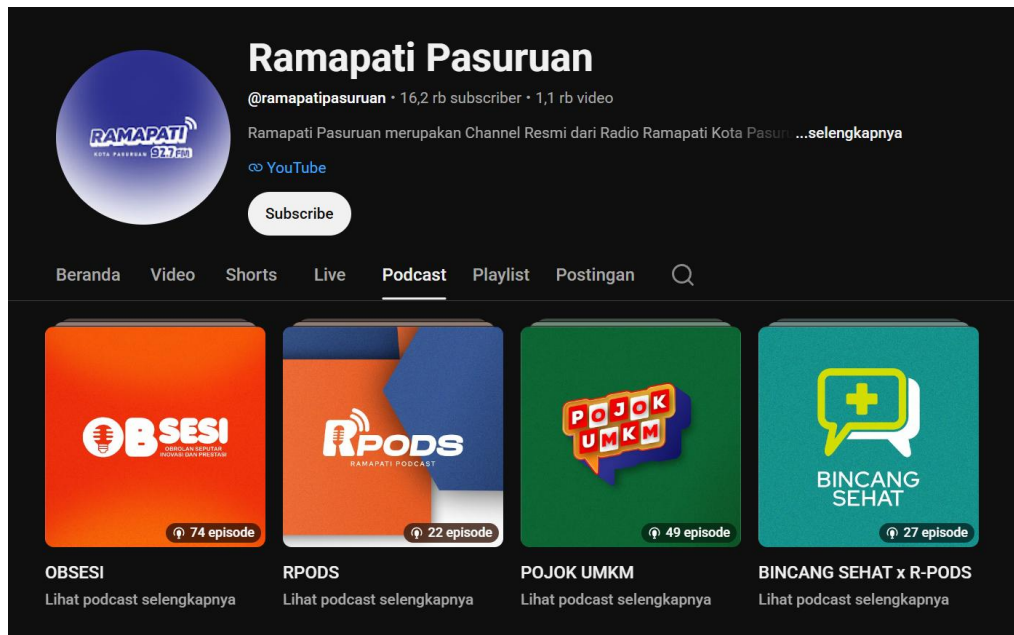 Ramapati Pasuruan
@ramapatipasuruan • 16,2 rb subscriber • 1,1 rb video
Ramapati Pasuruan merupakan Channel Resmi dari Radio Ramapati Kota Pasuru ...selengkapnya
YouTube
Subscribe
RAMAPATI
KOTA PASURUAN 92.7 FM
Beranda Video Shorts Live Podcast Playlist Postingan
OBSESI
OBROLAN SEPUTAR
INOVASI DAN PRESTASI
74 episode
RPODS
RAMAPATI PODCAST
22 episode
POJOK
UMKM
49 episode
BINCANG
SEHAT
27 episode
OBSESI
Lihat podcast selengkapnya
RPODS
Lihat podcast selengkapnya
POJOK UMKM
Lihat podcast selengkapnya
BINCANG SEHAT x R-PODS
Lihat podcast selengkapnya